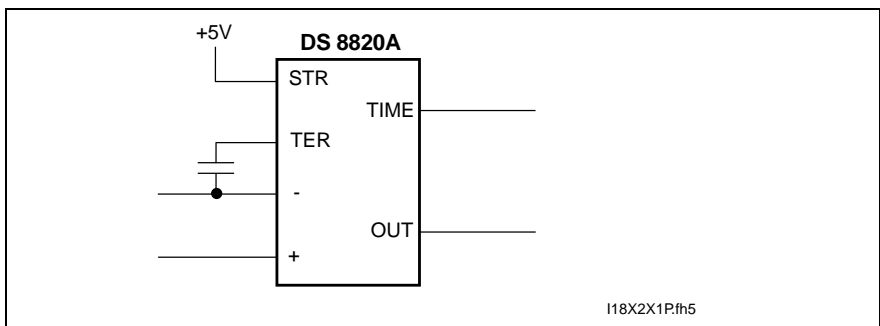 +5V
DS 8820A
STR
TIME
TER
-
OUT
+
I18X2X1P.fh5